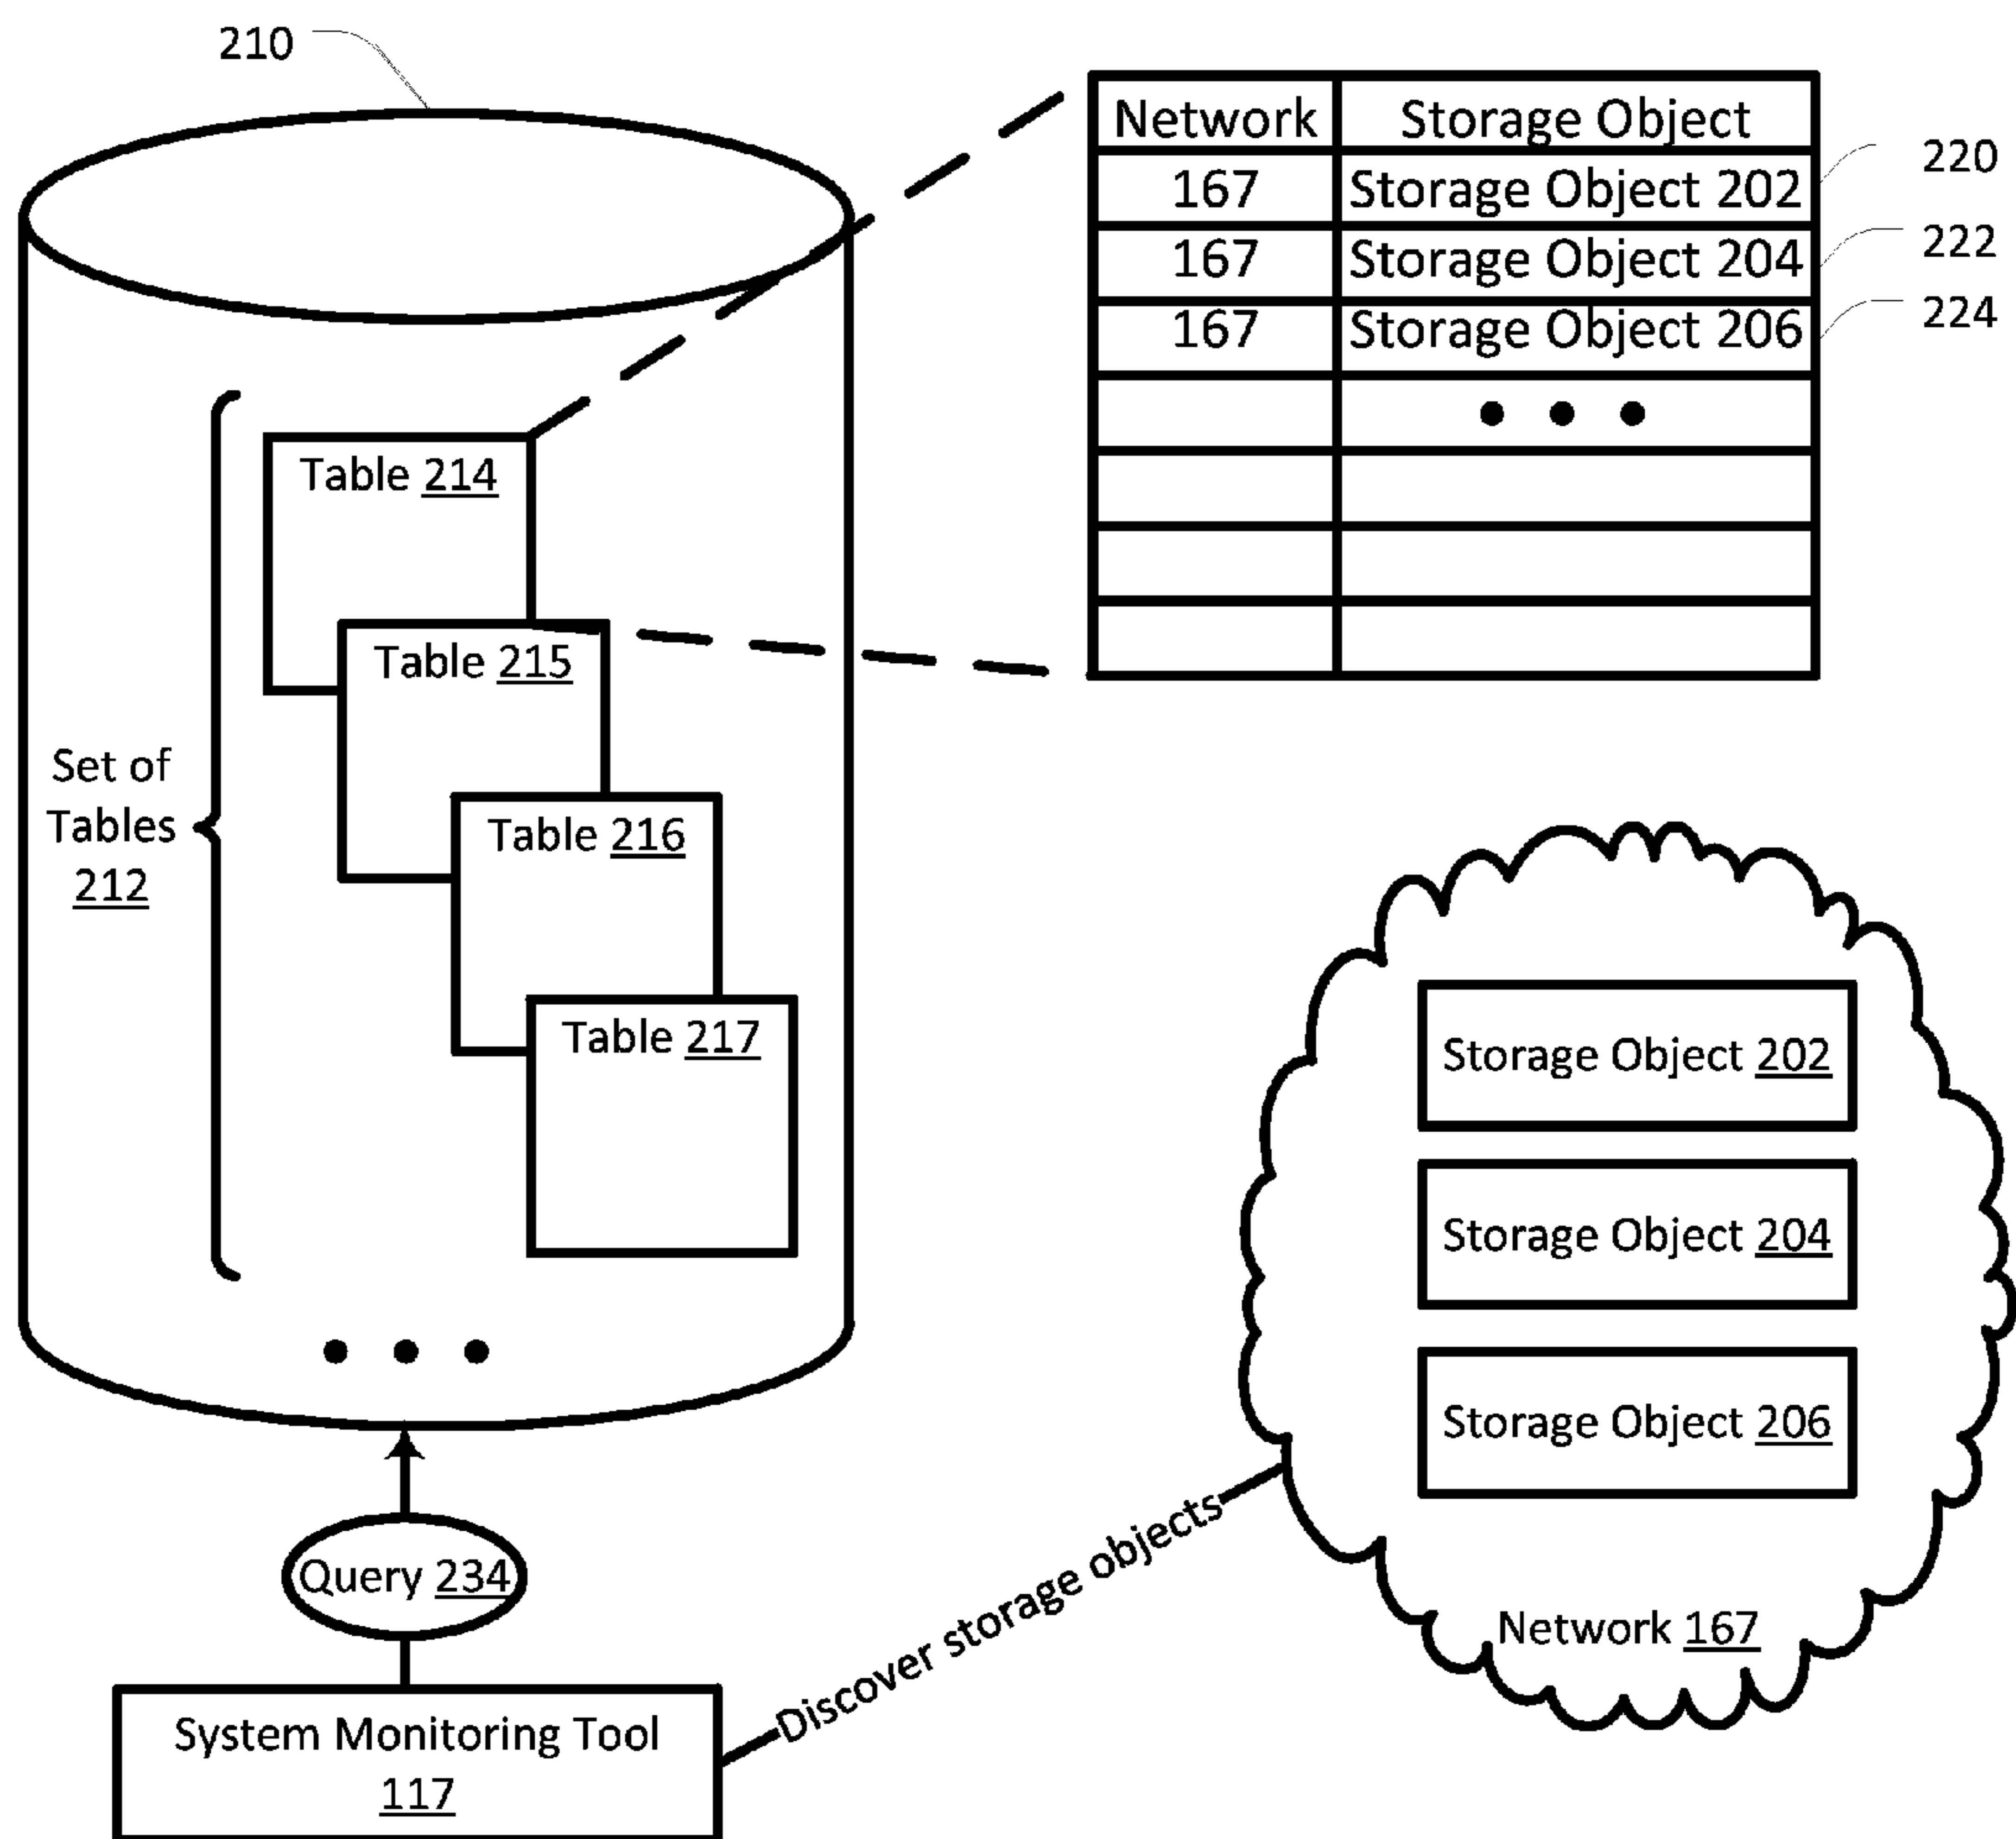 210
Network Storage Object
167 Storage Object 202 220
167 Storage Object 204 222
167 Storage Object 206 224
Table 214
Table 215
Table 216
Table 217
Set of
Tables
212
Storage Object 202
Storage Object 204
Storage Object 206
Network 167
Query 234
Discover storage objects
System Monitoring Tool
117